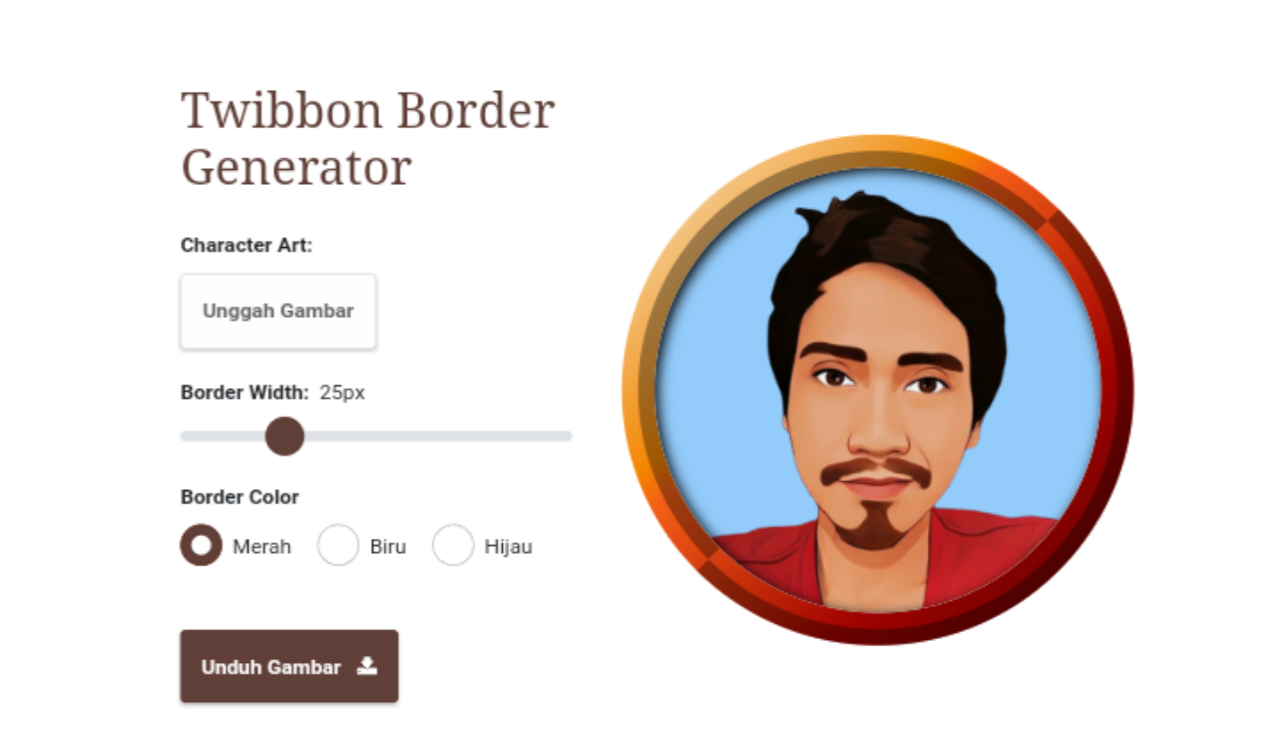 Twibbon Border
Generator
Character Art:
Unggah Gambar
Border Width: 25px
Border Color
Merah Biru Hijau
Unduh Gambar